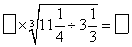 □×∛(11 1/4 ÷ 3 1/3) = □